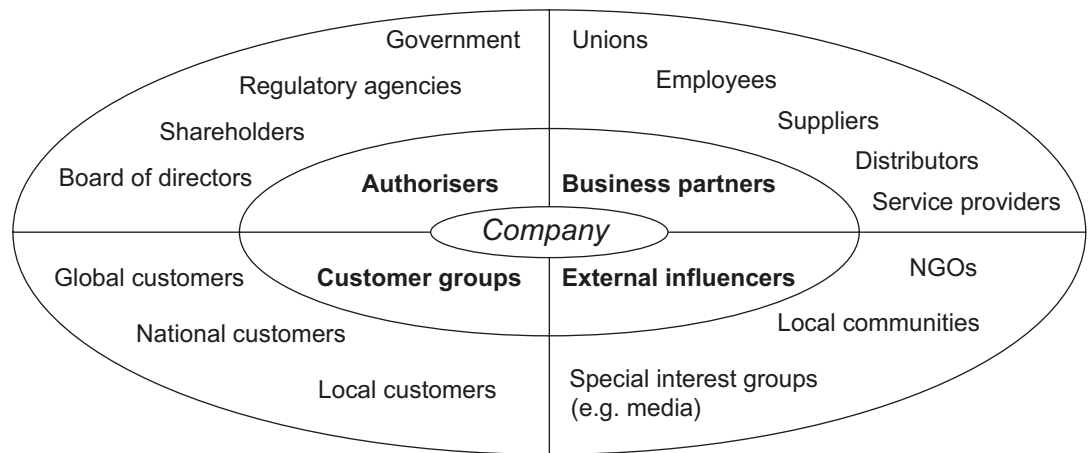 Government
Unions
Regulatory agencies
Employees
Shareholders
Suppliers
Board of directors
Distributors
Authorisers
Business partners
Service providers
Company
Global customers
Customer groups
External influencers
NGOs
National customers
Local communities
Local customers
Special interest groups
(e.g. media)